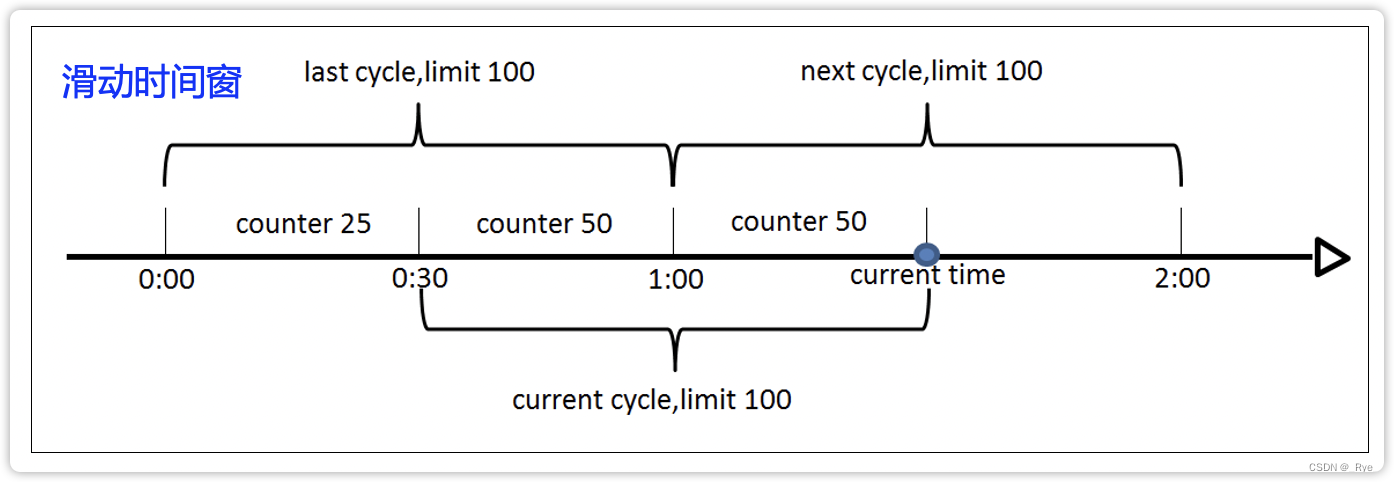 滑动时间窗
last cycle,limit 100
next cycle,limit 100
counter 25
counter 50
counter 50
0:00
0:30
1:00
current time
2:00
current cycle,limit 100
CSDN @_Rye_